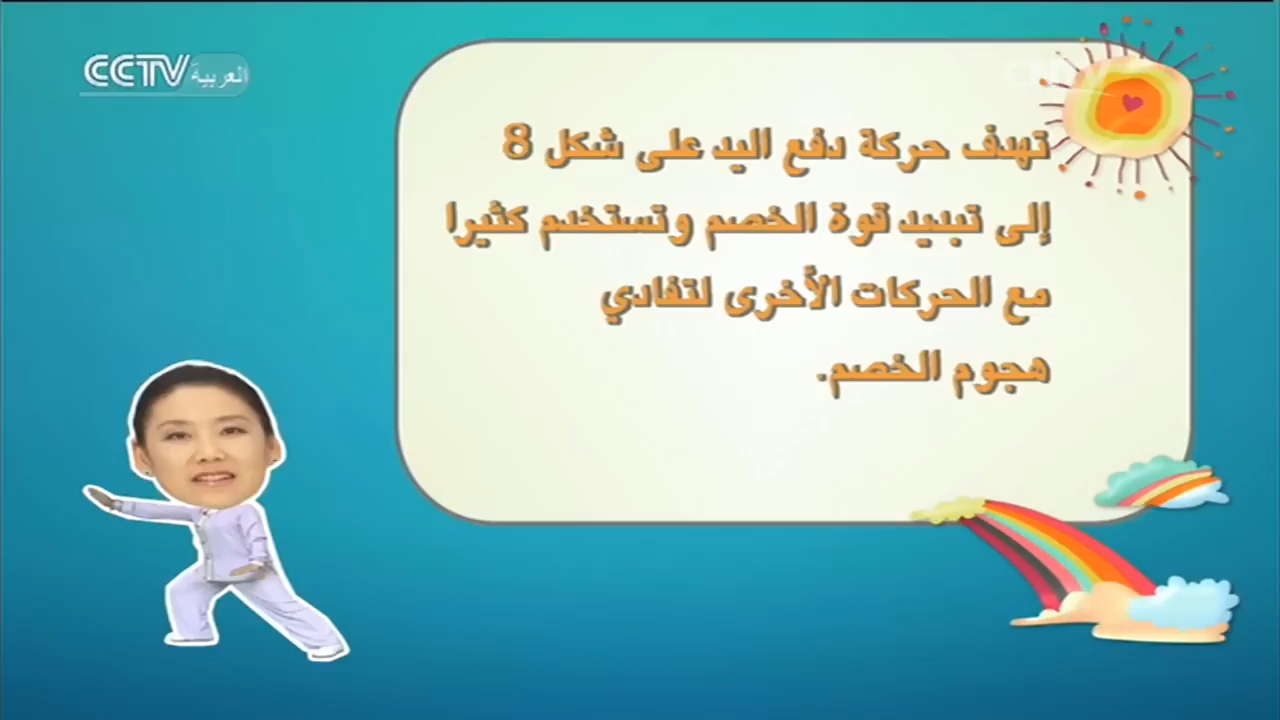 CCTV العربية
تهدف حركة دفع اليد على شكل 8
إلى تبديد قوة الخصم وتستخدم كثيرا
مع الحركات الأخرى لتفادي
هجوم الخصم.